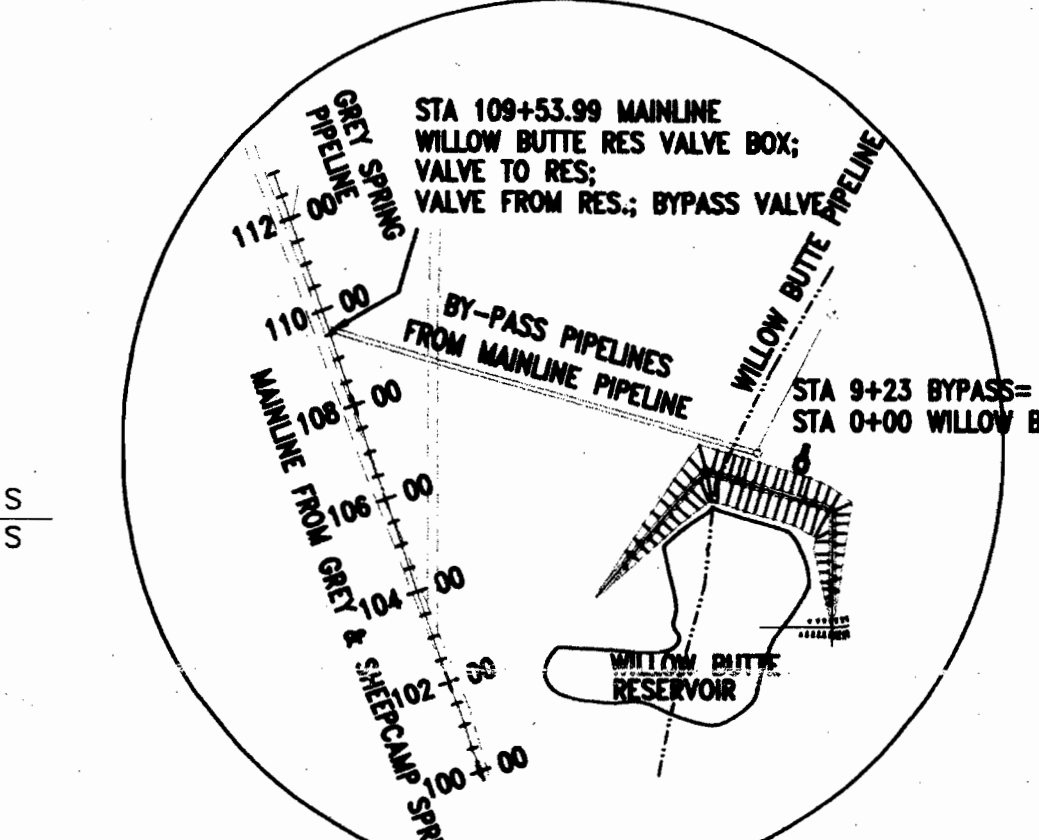 GREY SPRING
PIPELINE
STA 109+53.99 MAINLINE
WILLOW BUTTE RES VALVE BOX;
VALVE TO RES;
VALVE FROM RES.; BYPASS VALVE
WILLOW BUTTE PIPELINE
112 00
110 00
BY-PASS PIPELINES
FROM MAINLINE PIPELINE
STA 9+23 BYPASS=
STA 0+00 WILLOW B
108 00
106 00
104 00
102 00
100 00
MAINLINE FROM GREY & SHEEPCAMP SPR
WILLOW BUTTE
RESERVOIR
S
S